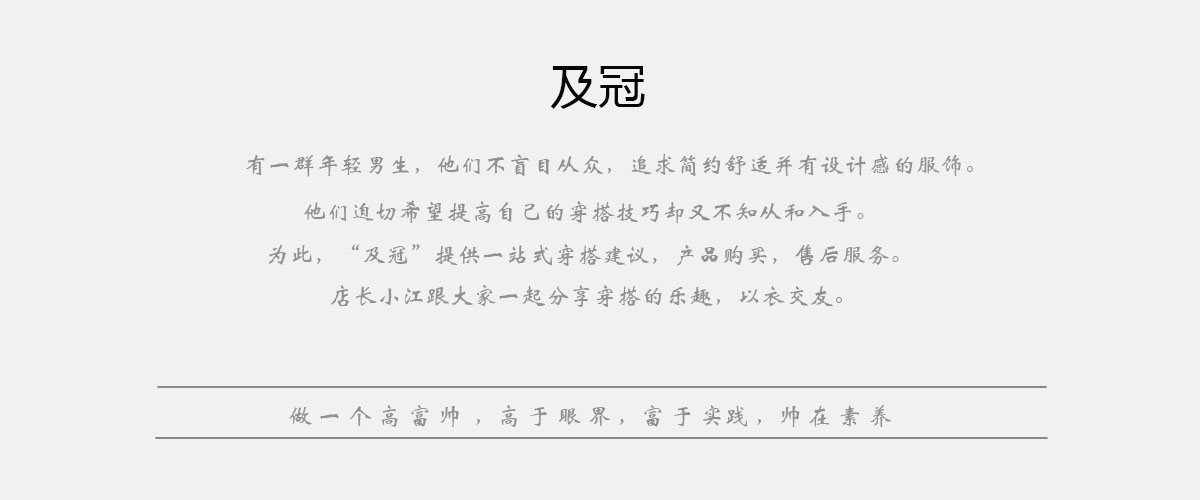 及冠
有一群年轻男生，他们不盲目从众，追求简约舒适并有设计感的服饰。
他们迫切希望提高自己的穿搭技巧却又不知从和入手。
为此，“及冠”提供一站式穿搭建议，产品购买，售后服务。
店长小江跟大家一起分享穿搭的乐趣，以衣交友。
做一个高富帅，高于眼界，富于实践，帅在素养